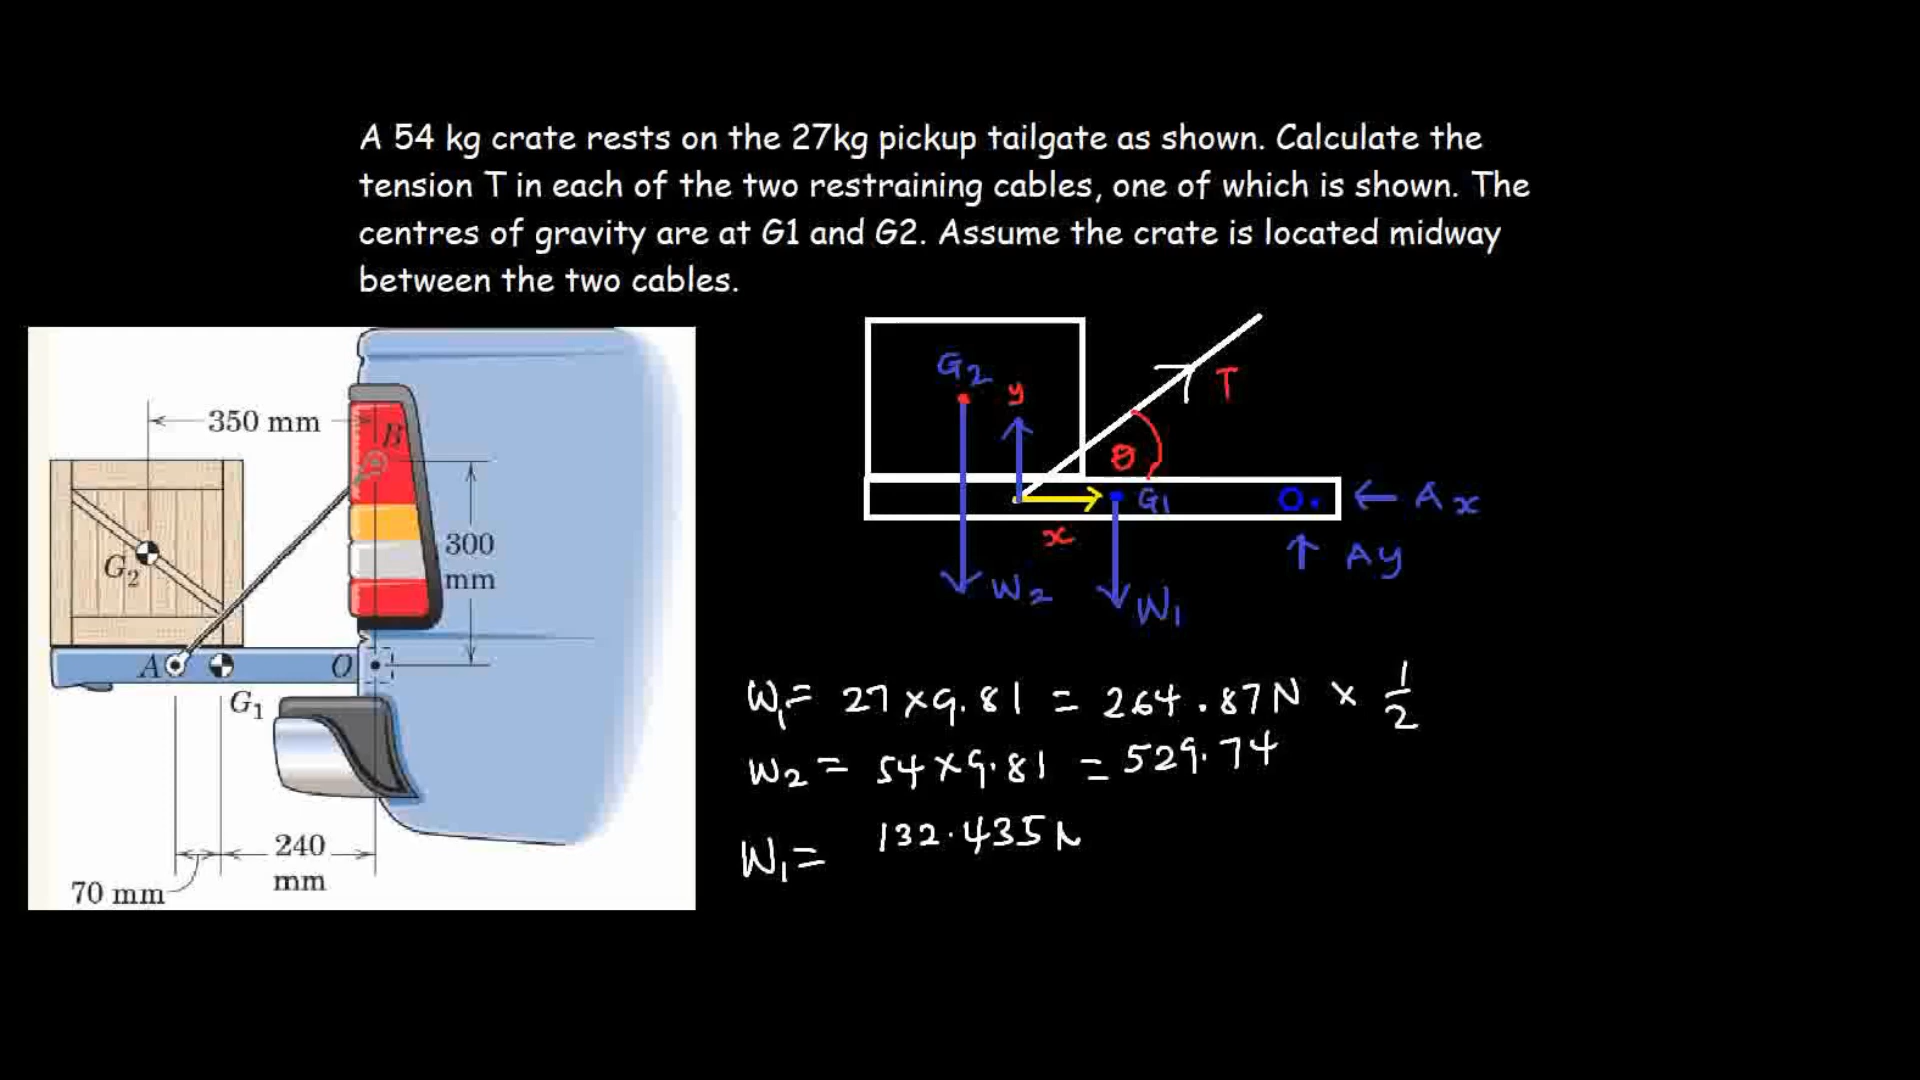 A 54 kg crate rests on the 27kg pickup tailgate as shown. Calculate the
tension T in each of the two restraining cables, one of which is shown. The
centres of gravity are at G1 and G2. Assume the crate is located midway
between the two cables.
350 mm
B
300
mm
G₂
A
O
G₁
240
mm
70 mm
G₂
y
T
θ
G₁
O
← Ax
x
↑ Ay
W₂
W₁
W₁ = 27 × 9.81 = 264.87N × 1/2
W₂ = 54 × 9.81 = 529.74
W₁ = 132.435N